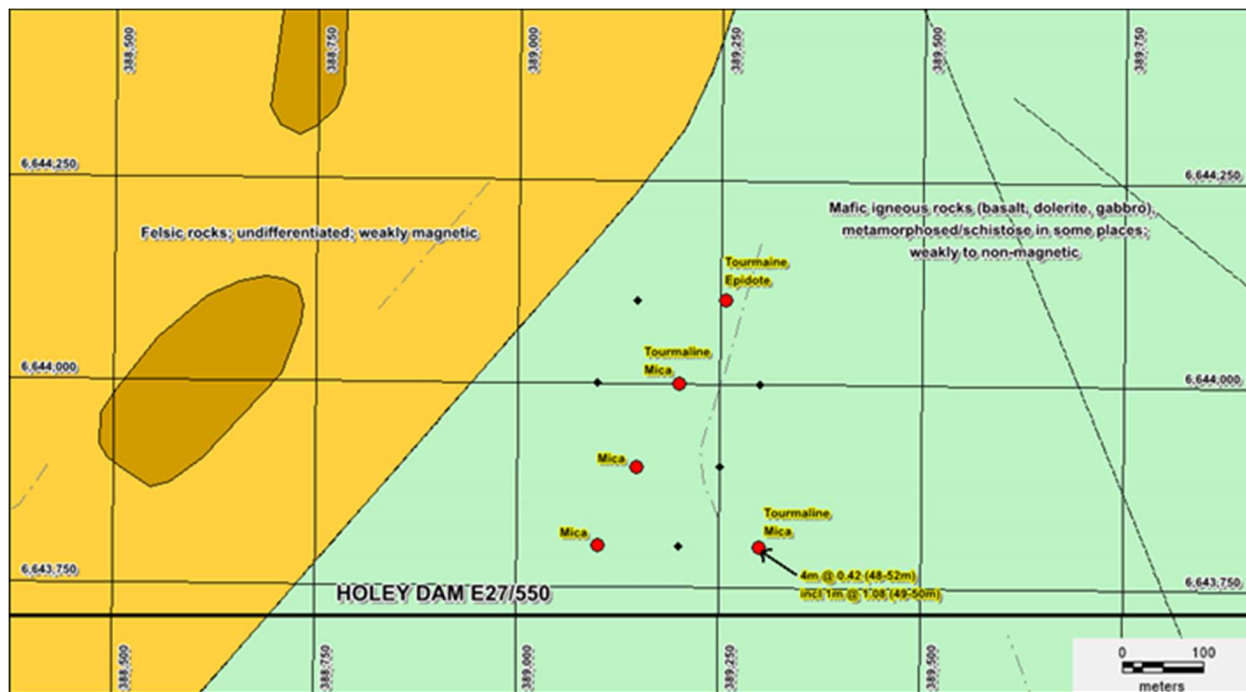 388,500
388,750
389,000
389,250
389,500
389,750
6,644,250
6,644,250
Felsic rocks; undifferentiated; weakly magnetic
Mafic igneous rocks (basalt, dolerite, gabbro),
metamorphosed/schistose in some places;
weakly to non-magnetic
Tourmaine
Epidote
Tourmaline
Mica
6,644,000
6,644,000
Mica
Tourmaline
Mica
Mica
4m @ 0.42 (48-52m)
incl 1m @ 1.08 (49-50m)
6,643,750
6,643,750
HOLEY DAM E27/550
388,500
388,750
389,000
389,250
389,500
0 100
meters